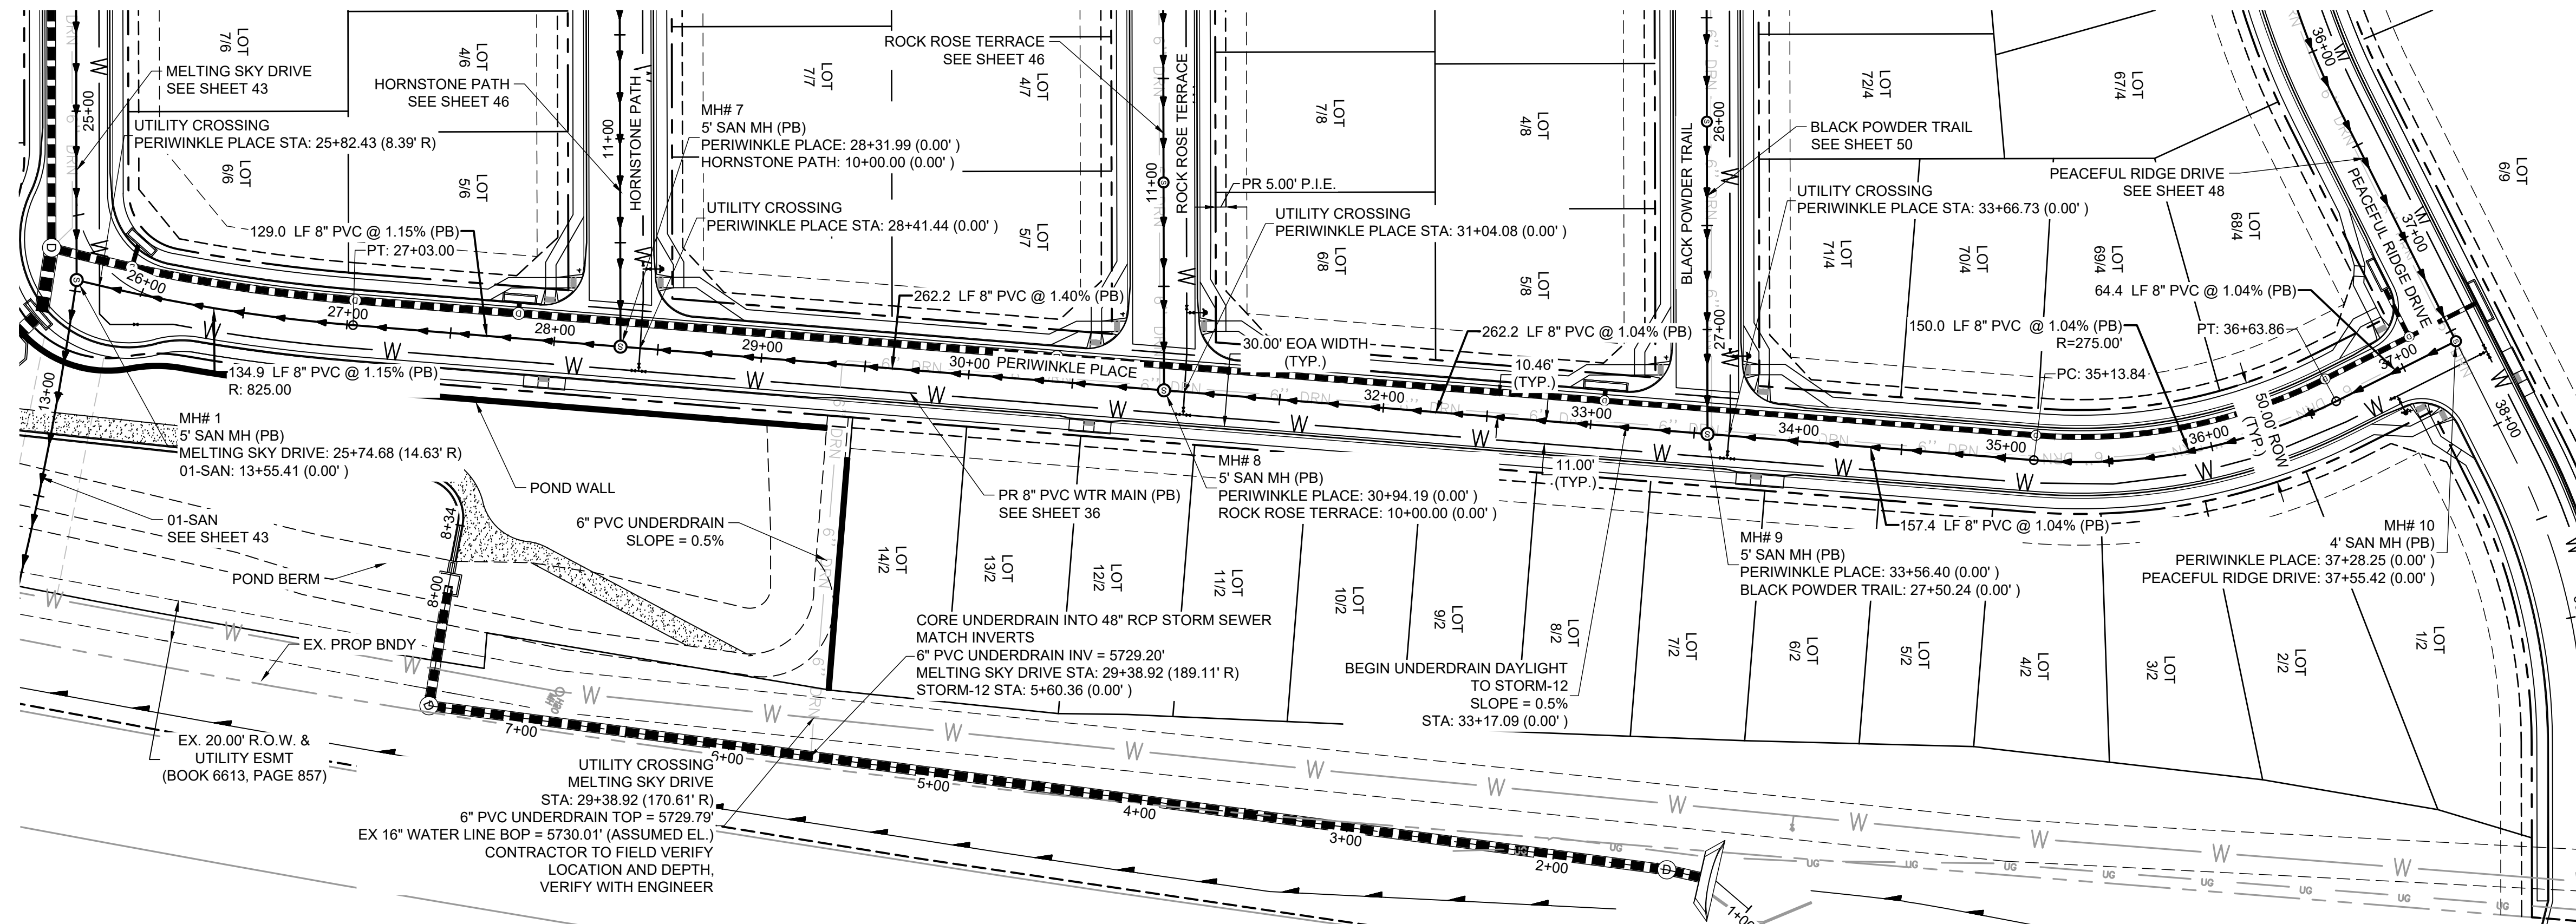 MELTING SKY DRIVE
SEE SHEET 43
HORNSTONE PATH
SEE SHEET 46
ROCK ROSE TERRACE
SEE SHEET 46
BLACK POWDER TRAIL
SEE SHEET 50
PEACEFUL RIDGE DRIVE
SEE SHEET 48
UTILITY CROSSING
PERIWINKLE PLACE STA: 25+82.43 (8.39' R)
MH# 7
5' SAN MH (PB)
PERIWINKLE PLACE: 28+31.99 (0.00' )
HORNSTONE PATH: 10+00.00 (0.00' )
UTILITY CROSSING
PERIWINKLE PLACE STA: 28+41.44 (0.00' )
PR 5.00' P.I.E.
UTILITY CROSSING
PERIWINKLE PLACE STA: 31+04.08 (0.00' )
UTILITY CROSSING
PERIWINKLE PLACE STA: 33+66.73 (0.00' )
LOT
7/6
LOT
4/6
LOT
6/6
LOT
5/6
LOT
7/7
LOT
4/7
LOT
5/7
LOT
7/8
LOT
4/8
LOT
6/8
LOT
5/8
LOT
72/4
LOT
67/4
LOT
71/4
LOT
70/4
LOT
69/4
LOT
68/4
LOT
6/9
25+00
11+00
HORNSTONE PATH
11+00
ROCK ROSE TERRACE
BLACK POWDER TRAIL
26+00
27+00
PEACEFUL RIDGE DRIVE
36+00
37+00
38+00
129.0 LF 8" PVC @ 1.15% (PB)
PT: 27+03.00
262.2 LF 8" PVC @ 1.40% (PB)
30.00' EOA WIDTH
(TYP.)
262.2 LF 8" PVC @ 1.04% (PB)
10.46'
(TYP.)
64.4 LF 8" PVC @ 1.04% (PB)
150.0 LF 8" PVC @ 1.04% (PB)
R=275.00'
PT: 36+63.86
PC: 35+13.84
26+00
27+00
28+00
29+00
30+00
PERIWINKLE PLACE
32+00
33+00
34+00
35+00
36+00
37+00
50.00' ROW
(TYP.)
134.9 LF 8" PVC @ 1.15% (PB)
R: 825.00
13+00
MH# 1
5' SAN MH (PB)
MELTING SKY DRIVE: 25+74.68 (14.63' R)
01-SAN: 13+55.41 (0.00' )
POND WALL
PR 8" PVC WTR MAIN (PB)
SEE SHEET 36
MH# 8
5' SAN MH (PB)
PERIWINKLE PLACE: 30+94.19 (0.00' )
ROCK ROSE TERRACE: 10+00.00 (0.00' )
11.00'
(TYP.)
157.4 LF 8" PVC @ 1.04% (PB)
MH# 9
5' SAN MH (PB)
PERIWINKLE PLACE: 33+56.40 (0.00' )
BLACK POWDER TRAIL: 27+50.24 (0.00' )
MH# 10
4' SAN MH (PB)
PERIWINKLE PLACE: 37+28.25 (0.00' )
PEACEFUL RIDGE DRIVE: 37+55.42 (0.00' )
01-SAN
SEE SHEET 43
6" PVC UNDERDRAIN
SLOPE = 0.5%
POND BERM
8+34
8+00
LOT
14/2
LOT
13/2
LOT
12/2
LOT
11/2
LOT
10/2
LOT
9/2
LOT
8/2
LOT
7/2
LOT
6/2
LOT
5/2
LOT
4/2
LOT
3/2
LOT
2/2
LOT
1/2
EX. PROP BNDY
CORE UNDERDRAIN INTO 48" RCP STORM SEWER
MATCH INVERTS
6" PVC UNDERDRAIN INV = 5729.20'
MELTING SKY DRIVE STA: 29+38.92 (189.11' R)
STORM-12 STA: 5+60.36 (0.00' )
BEGIN UNDERDRAIN DAYLIGHT
TO STORM-12
SLOPE = 0.5%
STA: 33+17.09 (0.00' )
EX. 20.00' R.O.W. &
UTILITY ESMT
(BOOK 6613, PAGE 857)
UTILITY CROSSING
MELTING SKY DRIVE
STA: 29+38.92 (170.61' R)
6" PVC UNDERDRAIN TOP = 5729.79'
EX 16" WATER LINE BOP = 5730.01' (ASSUMED EL.)
CONTRACTOR TO FIELD VERIFY
LOCATION AND DEPTH,
VERIFY WITH ENGINEER
7+00
6+00
5+00
4+00
3+00
2+00
1+00